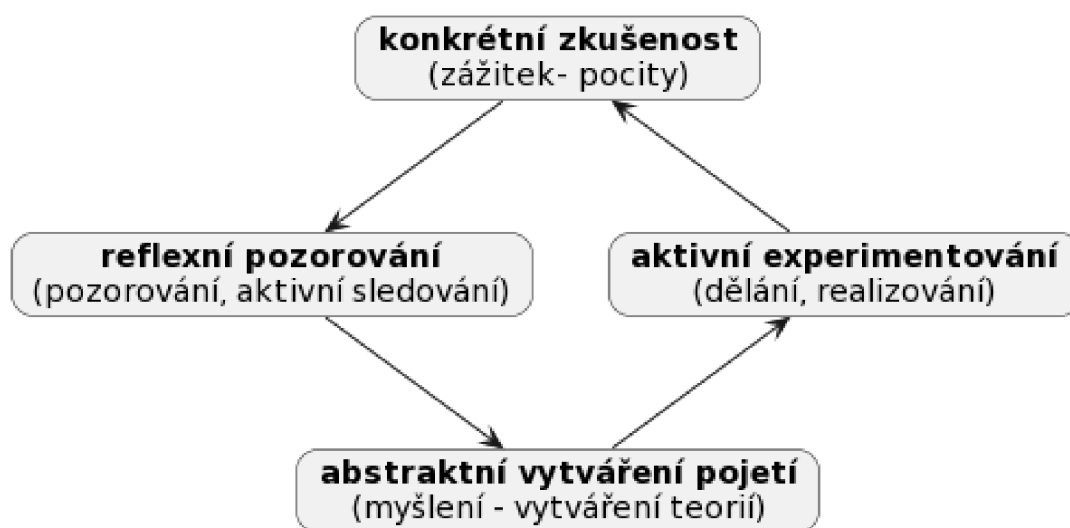 konkrétní zkušenost
(zážitek- pocity)
reflexní pozorování
(pozorování, aktivní sledování)
aktivní experimentování
(dělání, realizování)
abstraktní vytváření pojetí
(myšlení - vytváření teorií)